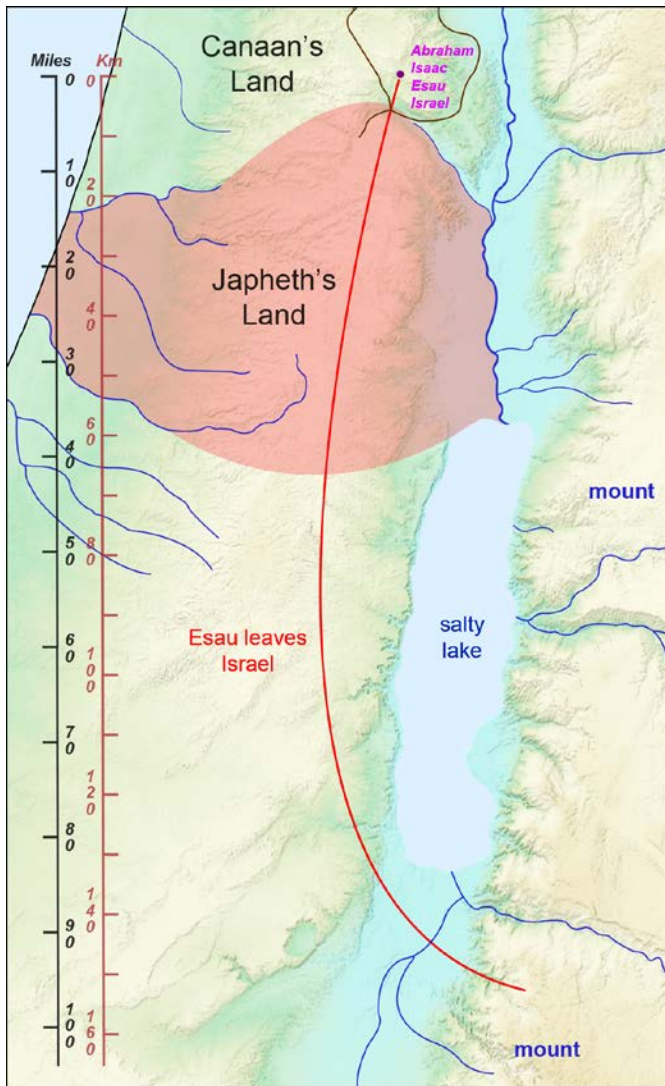 Canaan's
Land
Abraham
Isaac
Esau
Israel
Miles
Km
0
10
20
30
40
50
60
70
80
90
100
0
20
40
60
80
100
120
140
160
Japheth's
Land
mount
Esau leaves
Israel
salty
lake
mount